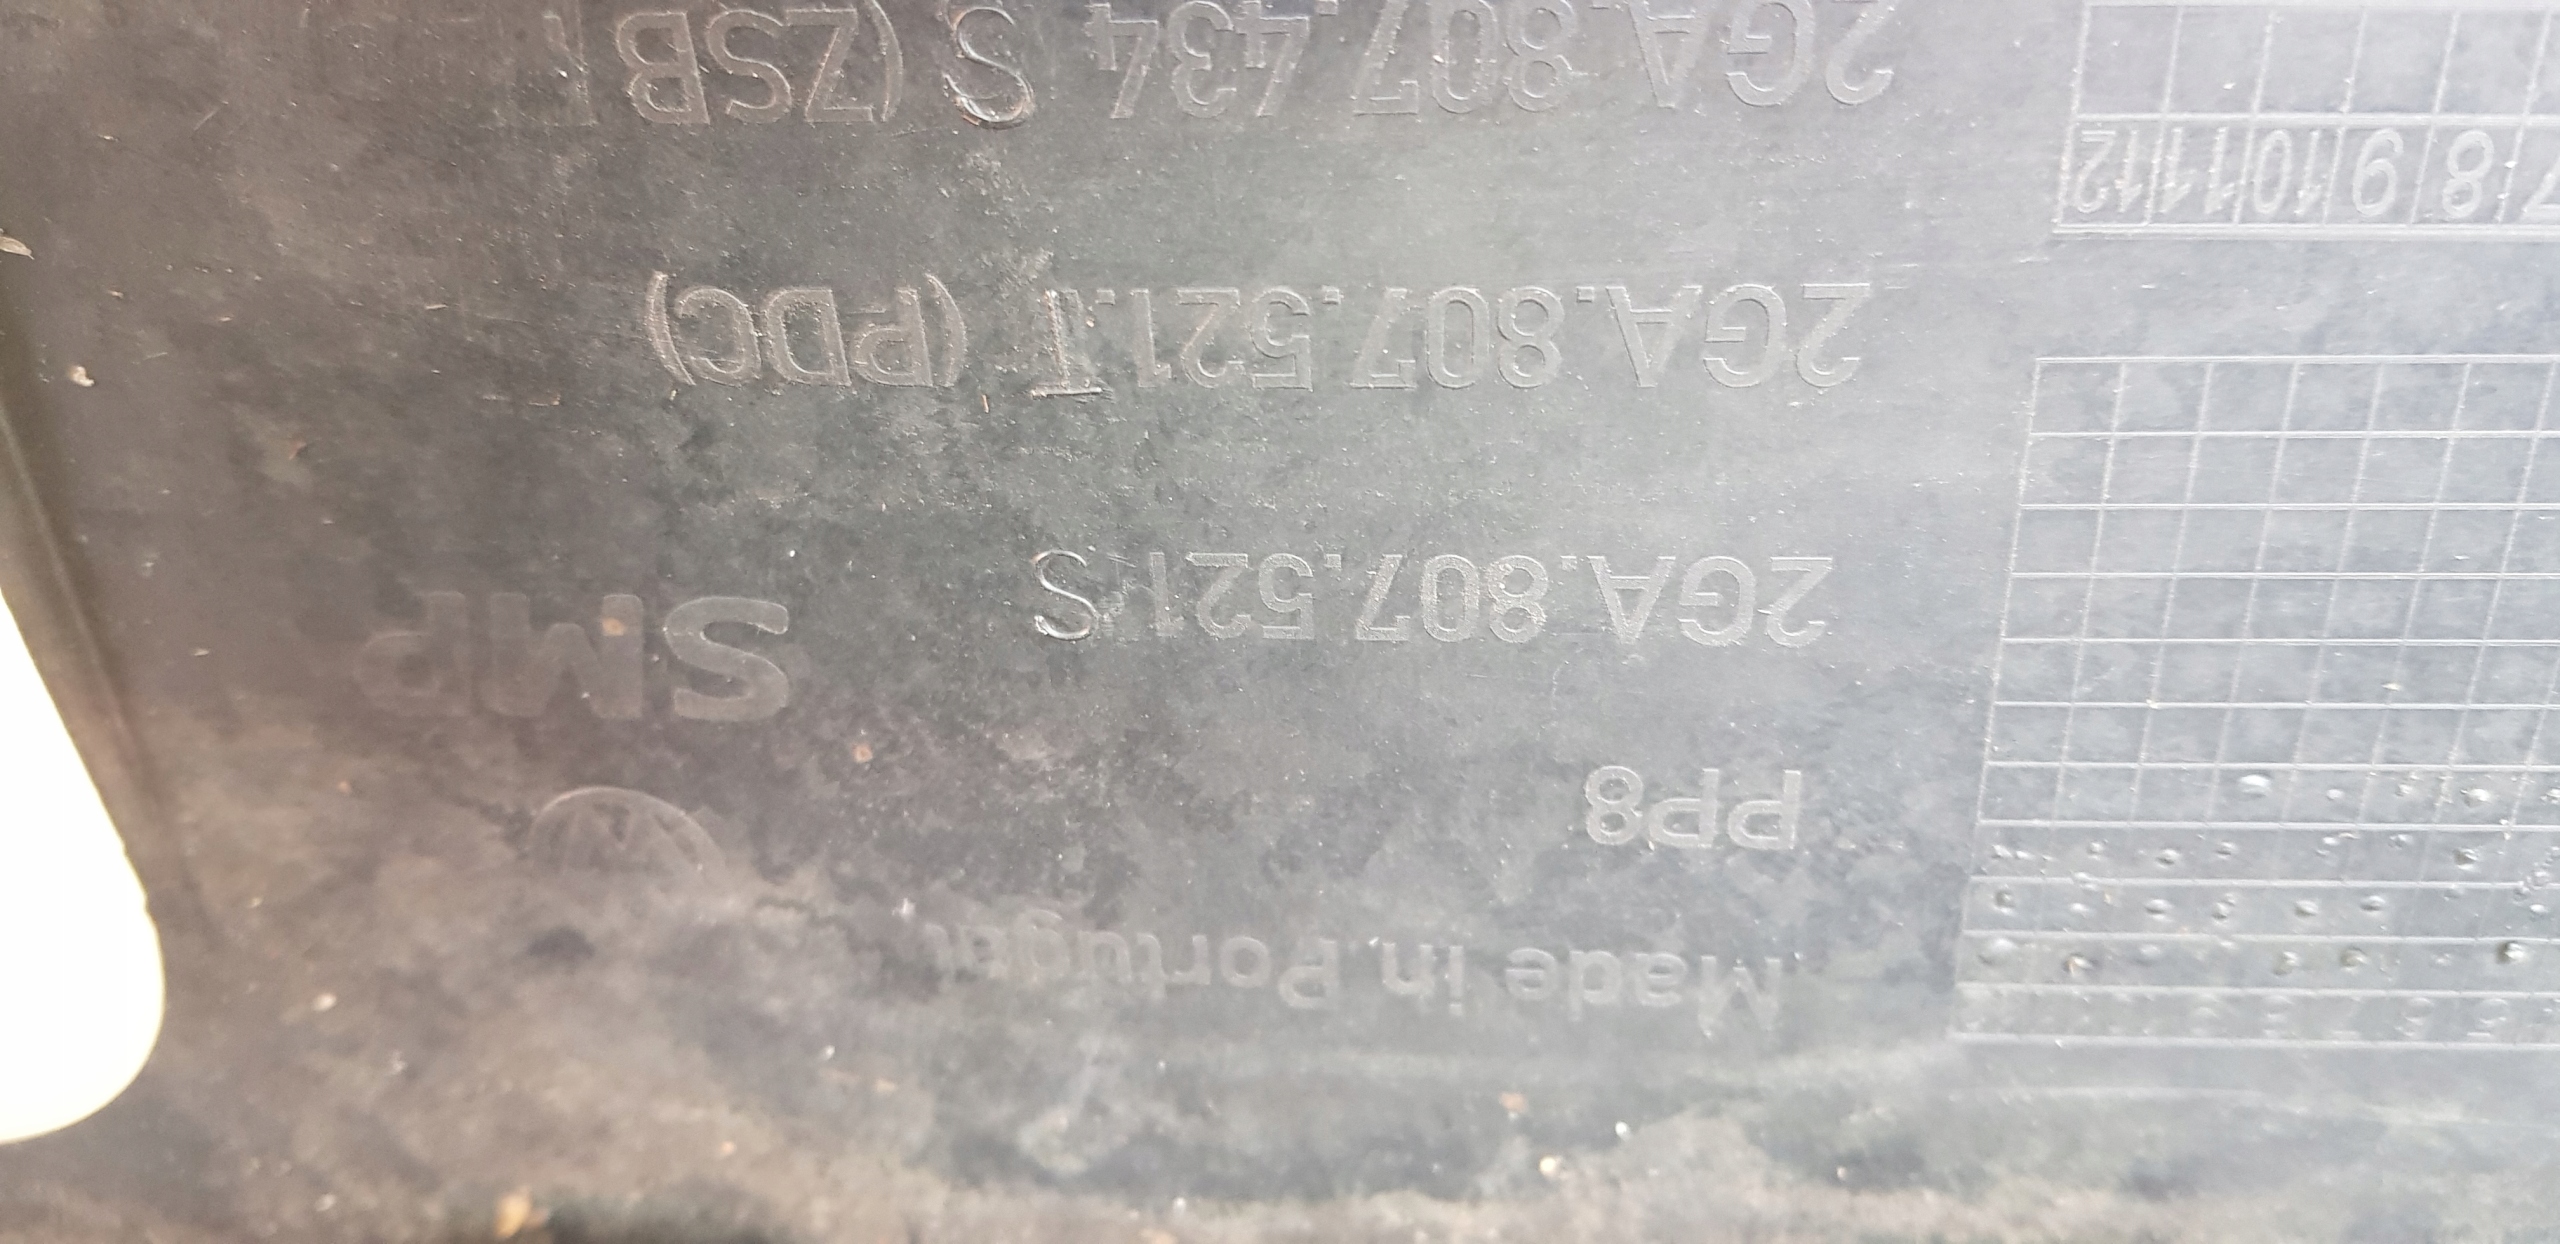 Made in Portugal
PP8
2GA.807.521 S
SMP
2GA.807.521.T (PDC)
7 8 9 10 11 12
2GA.807.434 S (ZSB)